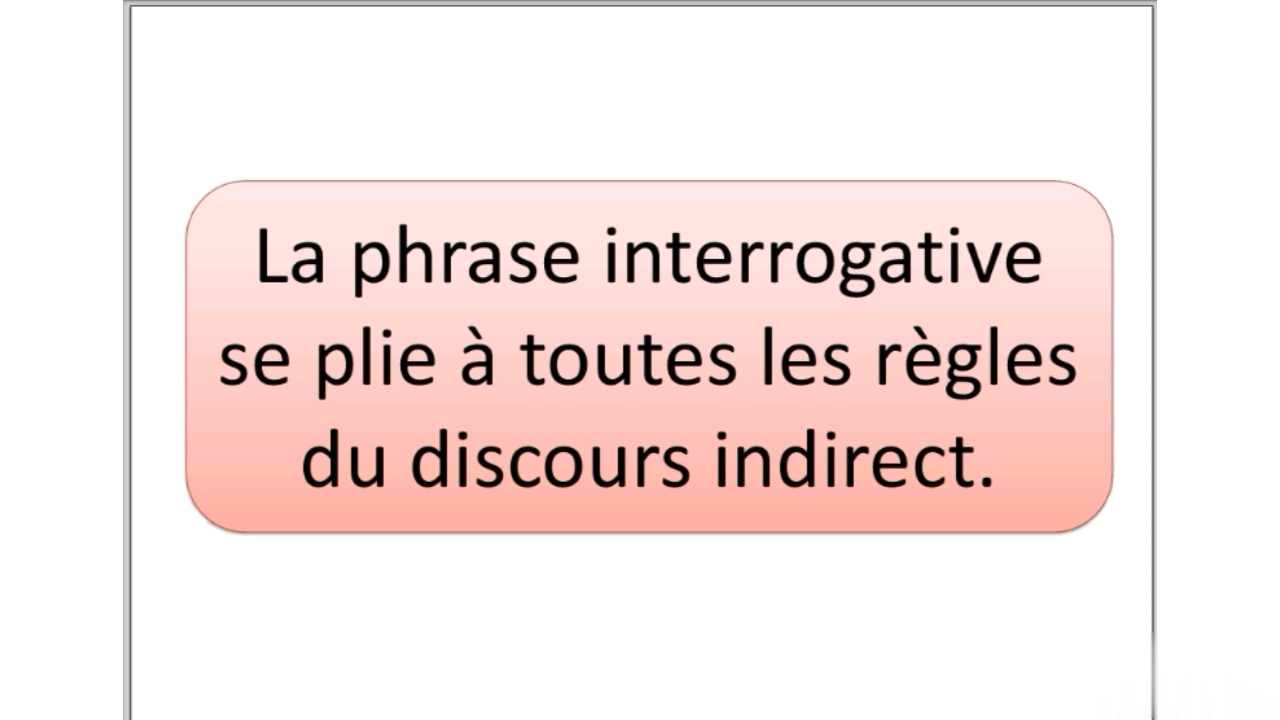 La phrase interrogative
se plie à toutes les règles
du discours indirect.